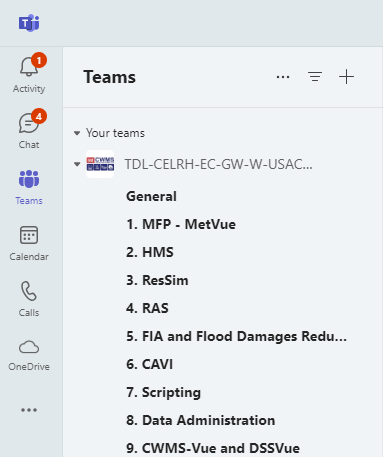 Teams
Your teams
CWMS
TDL-CELRH-EC-GW-W-USAC...
General
1. MFP - MetVue
2. HMS
3. ResSim
4. RAS
5. FIA and Flood Damages Redu...
6. CAVI
7. Scripting
8. Data Administration
9. CWMS-Vue and DSSVue
1
Activity
4
Chat
Teams
Calendar
Calls
OneDrive